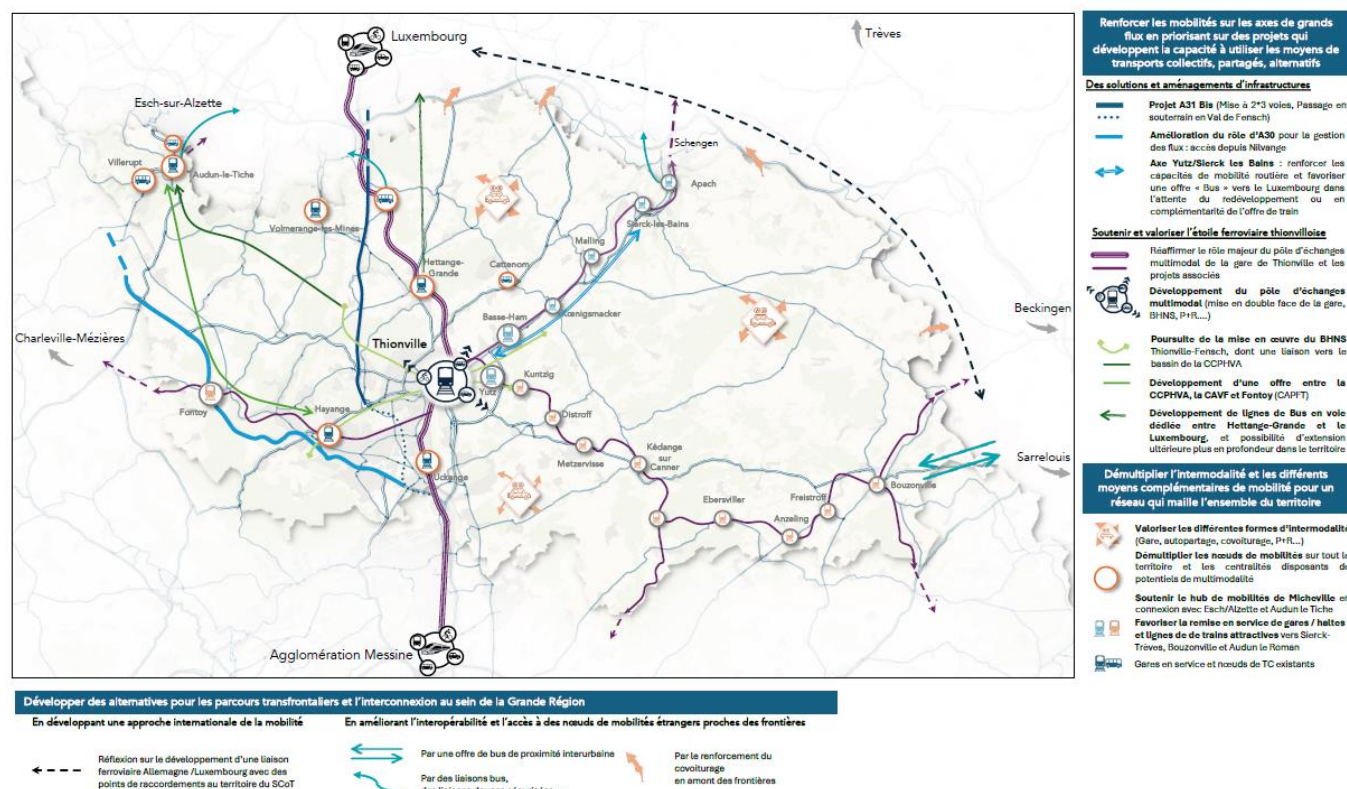 Luxembourg
Trèves
Esch-sur-Alzette
Schengen
Villerupt
Audun-le-Tiche
Apach
Volmerange-les-Mines
Sierck-les-Bains
Malling
Hettange-
Grande
Cattenom
Beckingen
Basse-Ham
Kœnigsmacker
Charleville-Mézières
Thionville
Yutz
Kuntzig
Fontoy
Hayange
Distroff
Kédange
sur
Canner
Metzervisse
Sarrelouis
Uckange
Bouzonville
Ebersviller
Freistroff
Anzeling
Agglomération Messine
Renforcer les mobilités sur les axes de grands
flux en priorisant sur des projets qui
développent la capacité à utiliser les moyens de
transports collectifs, partagés, alternatifs
Des solutions et aménagements d'infrastructures
Projet A31 Bis (Mise à 2*3 voies, Passage en
souterrain en Val de Fensch)
Amélioration du rôle d'A30 pour la gestion
des flux : accès depuis Nilvange
Axe Yutz/Sierck les Bains : renforcer les
capacités de mobilité routière et favoriser
une offre « Bus » vers le Luxembourg dans
l'attente du redéveloppement ou en
complémentarité de l'offre de train
Soutenir et valoriser l'étoile ferroviaire thionvilloise
Réaffirmer le rôle majeur du pôle d'échanges
multimodal de la gare de Thionville et les
projets associés
Développement du pôle d'échanges
multimodal (mise en double face de la gare,
BHNS, P+R....)
Poursuite de la mise en œuvre du BHNS
Thionville-Fensch, dont une liaison vers le
bassin de la CCPHVA
Développement d'une offre entre la
CCPHVA, la CAVF et Fontoy (CAPFT)
Développement de lignes de Bus en voie
dédiée entre Hettange-Grande et le
Luxembourg, et possibilité d'extension
ultérieure plus en profondeur dans le territoire
Démultiplier l'intermodalité et les différents
moyens complémentaires de mobilité pour un
réseau qui maille l'ensemble du territoire
Valoriser les différentes formes d'intermodalité
(Gare, autopartage, covoiturage, P+R...)
Démultiplier les nœuds de mobilités sur tout le
territoire et les centralités disposants de
potentiels de multimodalité
Soutenir le hub de mobilités de Micheville en
connexion avec Esch/Alzette et Audun le Tiche
Favoriser la remise en service de gares / haltes
et lignes de de trains attractives vers Sierck-
Trèves, Bouzonville et Audun le Roman
Gares en service et nœuds de TC existants
Développer des alternatives pour les parcours transfrontaliers et l'interconnexion au sein de la Grande Région
En développant une approche internationale de la mobilité
En améliorant l'interopérabilité et l'accès à des nœuds de mobilités étrangers proches des frontières
Réflexion sur le développement d'une liaison
ferroviaire Allemagne /Luxembourg avec des
points de raccordements au territoire du SCoT
Par une offre de bus de proximité interurbaine
Par des liaisons bus,
Par le renforcement du
covoiturage
en amont des frontières